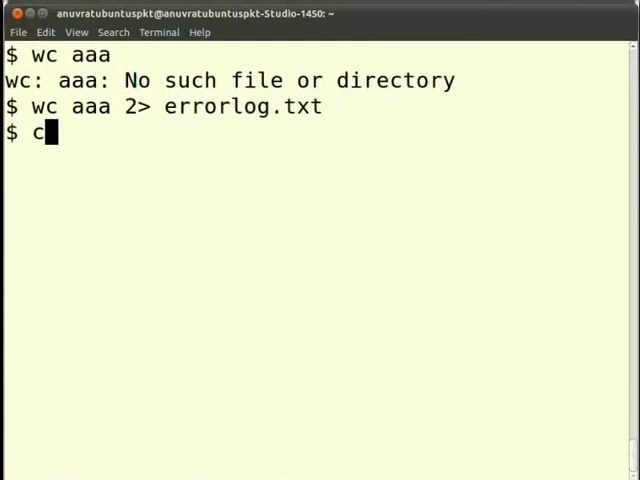 anuvratubuntuspkt@anuvratubuntuspkt-Studio-1450: ~
File Edit View Search Terminal Help
$ wc aaa
wc: aaa: No such file or directory
$ wc aaa 2> errorlog.txt
$ c